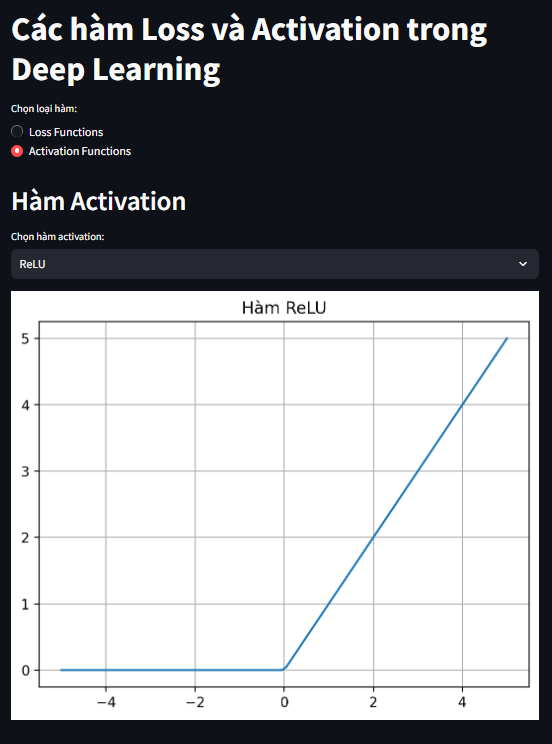 Các hàm Loss và Activation trong
Deep Learning
Chọn loại hàm:
Loss Functions
Activation Functions
Hàm Activation
Chọn hàm activation:
ReLU
Hàm ReLU
5
4
3
2
1
0
−4 −2 0 2 4